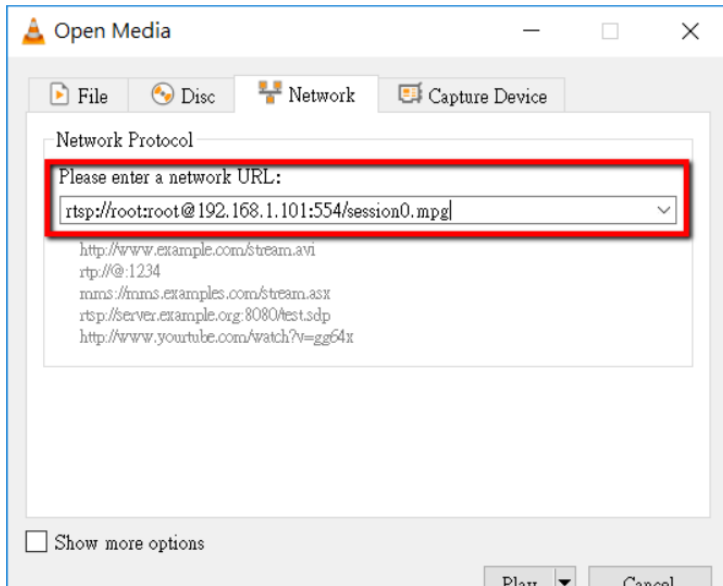 Open Media
File Disc Network Capture Device
Network Protocol
Please enter a network URL:
rtsp://root:root@192.168.1.101:554/session0.mpg
http://www.example.com/stream.avi
rtp://@:1234
mms://mms.examples.com/stream.asx
rtsp://server.example.org:8080/test.sdp
http://www.yourtube.com/watch?v=gg64x
Show more options
Play Cancel